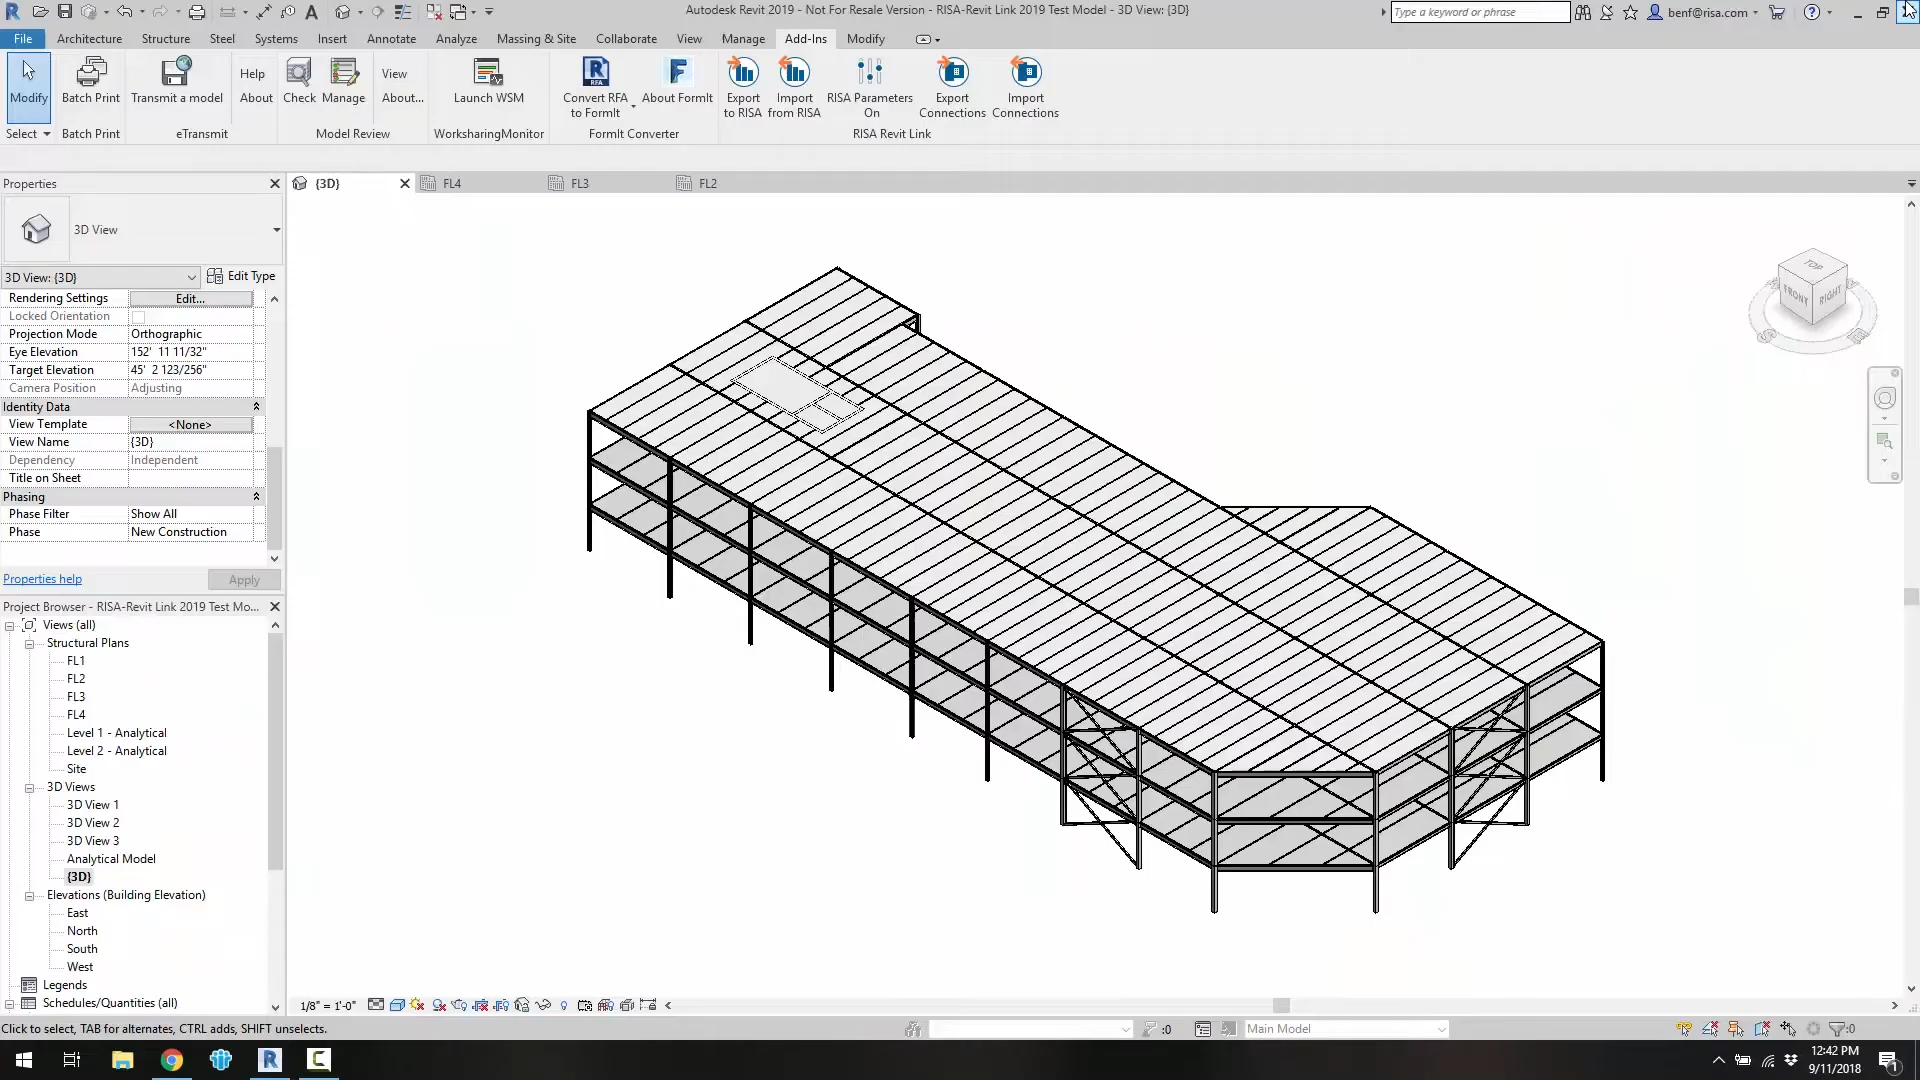 Autodesk Revit 2019 - Not For Resale Version - RISA-Revit Link 2019 Test Model - 3D View: {3D}
Type a keyword or phrase
benf@risa.com
File Architecture Structure Steel Systems Insert Annotate Analyze Massing & Site Collaborate View Manage Add-Ins Modify
Modify
Select
Batch Print
Batch Print
Transmit a model
Help
About
eTransmit
Check
Manage
View
About...
Model Review
Launch WSM
WorksharingMonitor
Convert RFA
to FormIt
About FormIt
FormIt Converter
Export
to RISA
Import
from RISA
RISA Parameters
On
Export
Connections
Import
Connections
RISA Revit Link
Properties
{3D}
FL4
FL3
FL2
3D View
3D View: {3D}
Edit Type
Rendering Settings Edit...
Locked Orientation
Projection Mode Orthographic
Eye Elevation 152' 11 11/32"
Target Elevation 45' 2 123/256"
Camera Position Adjusting
Identity Data
View Template <None>
View Name {3D}
Dependency Independent
Title on Sheet
Phasing
Phase Filter Show All
Phase New Construction
Properties help
Apply
Project Browser - RISA-Revit Link 2019 Test Mo...
Views (all)
Structural Plans
FL1
FL2
FL3
FL4
Level 1 - Analytical
Level 2 - Analytical
Site
3D Views
3D View 1
3D View 2
3D View 3
Analytical Model
{3D}
Elevations (Building Elevation)
East
North
South
West
Legends
Schedules/Quantities (all)
TOP
FRONT
RIGHT
1/8" = 1'-0"
Click to select, TAB for alternates, CTRL adds, SHIFT unselects.
:0
Main Model
:0
12:42 PM
9/11/2018
1